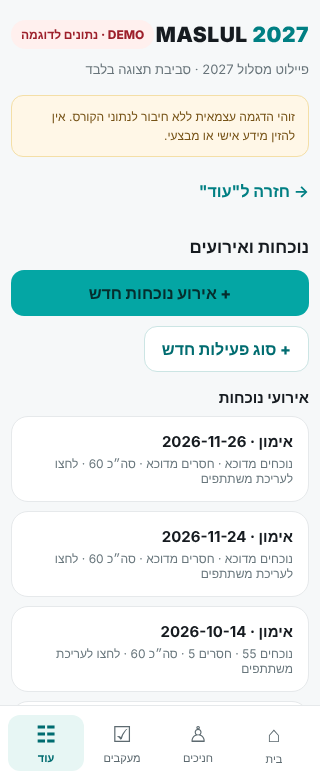 MASLUL 2027
DEMO · נתונים לדוגמה
פיילוט מסלול 2027 · סביבת תצוגה בלבד
זוהי הדגמה עצמאית ללא חיבור לנתוני הקורס. אין
להזין מידע אישי או מבצעי.
→ חזרה ל"עוד"
נוכחות ואירועים
+ אירוע נוכחות חדש
+ סוג פעילות חדש
אירועי נוכחות
אימון · 2026-11-26
נוכחים מדוכא · חסרים מדוכא · סה״כ 60 · לחצו
לעריכת משתתפים
אימון · 2026-11-24
נוכחים מדוכא · חסרים מדוכא · סה״כ 60 · לחצו
לעריכת משתתפים
אימון · 2026-10-14
נוכחים 55 · חסרים 5 · סה״כ 60 · לחצו לעריכת
משתתפים
בית
חניכים
מעקבים
עוד